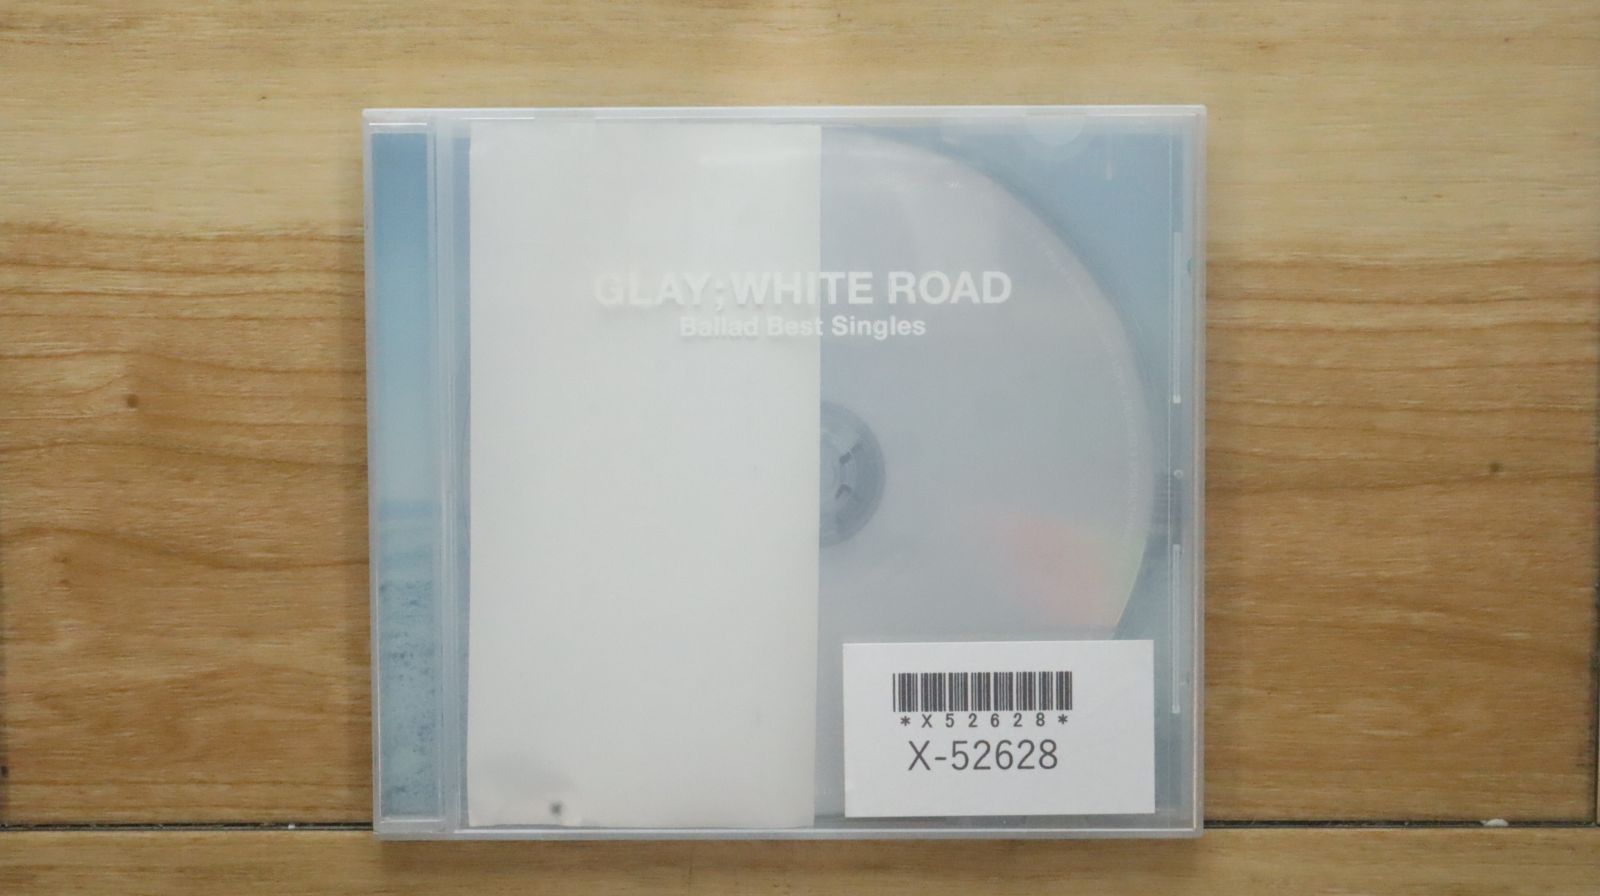 GLAY;WHITE ROAD
Ballad Best Singles
*X52628*
X-52628